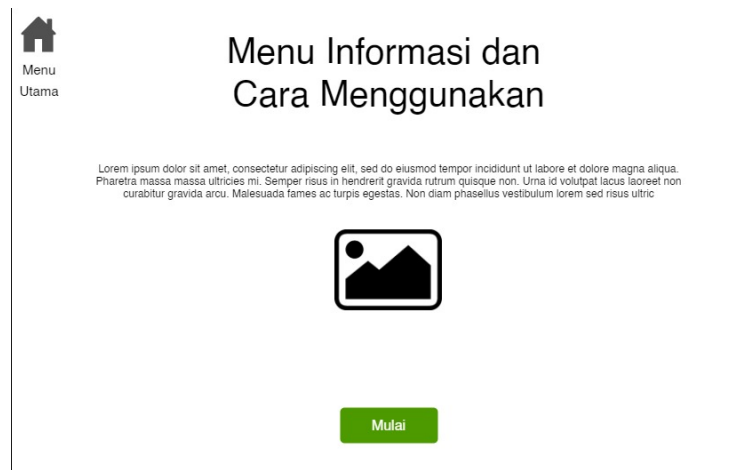 Menu
Utama
Menu Informasi dan
Cara Menggunakan
Lorem ipsum dolor sit amet, consectetur adipiscing elit, sed do eiusmod tempor incididunt ut labore et dolore magna aliqua.
Pharetra massa massa ultricies mi. Semper risus in hendrerit gravida rutrum quisque non. Urna id volutpat lacus laoreet non
curabitur gravida arcu. Malesuada fames ac turpis egestas. Non diam phasellus vestibulum lorem sed risus ultric
Mulai